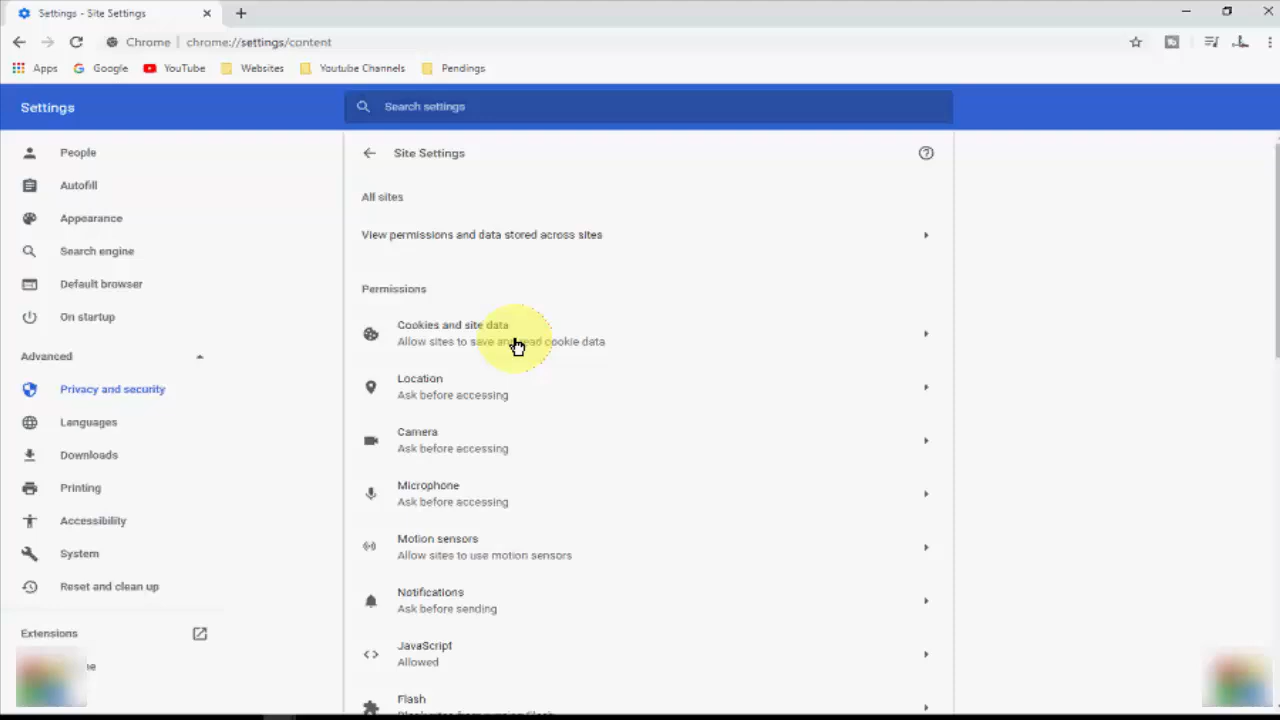 Settings - Site Settings
Chrome | chrome://settings/content
Apps Google YouTube Websites Youtube Channels Pendings
Settings
Search settings
People
Autofill
Appearance
Search engine
Default browser
On startup
Advanced
Privacy and security
Languages
Downloads
Printing
Accessibility
System
Reset and clean up
Extensions
Site Settings
All sites
View permissions and data stored across sites
Permissions
Cookies and site data
Allow sites to save and read cookie data
Location
Ask before accessing
Camera
Ask before accessing
Microphone
Ask before accessing
Motion sensors
Allow sites to use motion sensors
Notifications
Ask before sending
JavaScript
Allowed
Flash